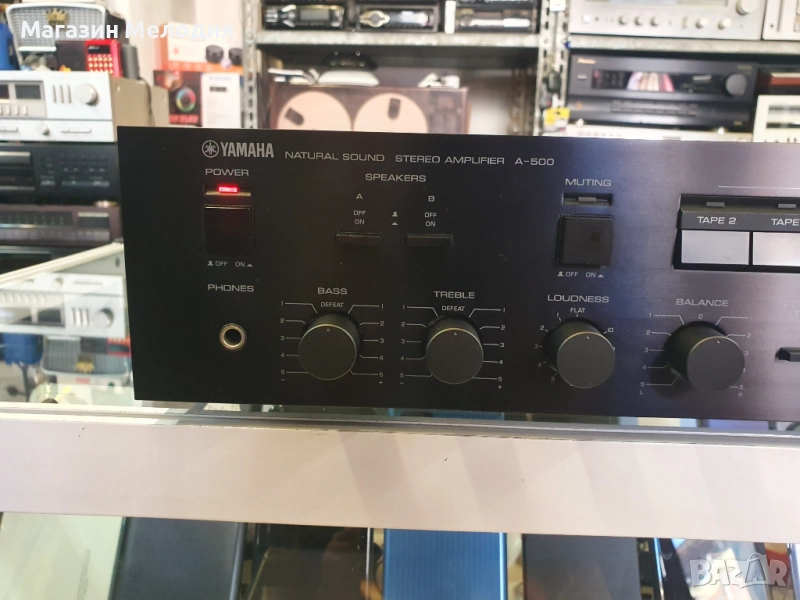 Магазин Мелодия
YAMAHA NATURAL SOUND STEREO AMPLIFIER A-500
POWER
SPEAKERS
A B
OFF ON
OFF ON
MUTING
TAPE 2 TAPE
OFF ON
OFF ON
PHONES
BASS
DEFEAT
1 1
2 2
3 3
4 4
5 5
- +
TREBLE
DEFEAT
1 1
2 2
3 3
4 4
5 5
- +
LOUDNESS
FLAT
10
BALANCE
0
1 1
2 2
3 3
4
5 5
L R
BAZAR